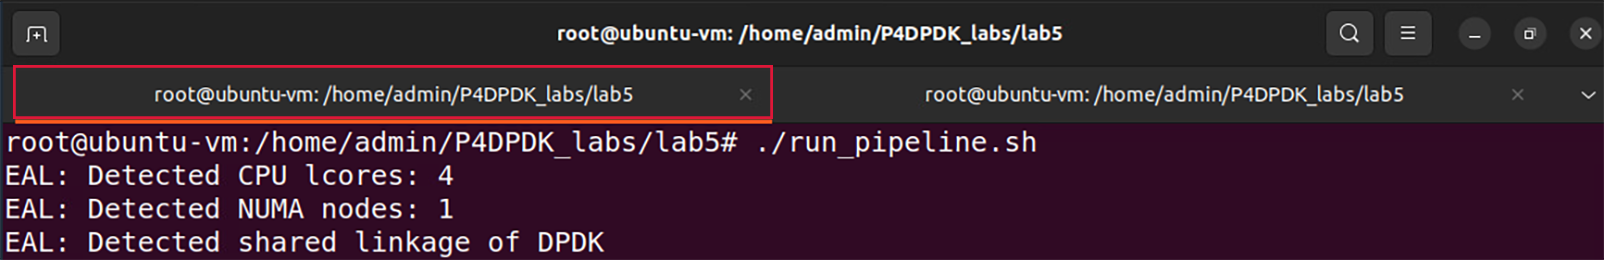 root@ubuntu-vm: /home/admin/P4DPDK_labs/lab5
root@ubuntu-vm: /home/admin/P4DPDK_labs/lab5
root@ubuntu-vm: /home/admin/P4DPDK_labs/lab5
root@ubuntu-vm:/home/admin/P4DPDK_labs/lab5# ./run_pipeline.sh
EAL: Detected CPU lcores: 4
EAL: Detected NUMA nodes: 1
EAL: Detected shared linkage of DPDK